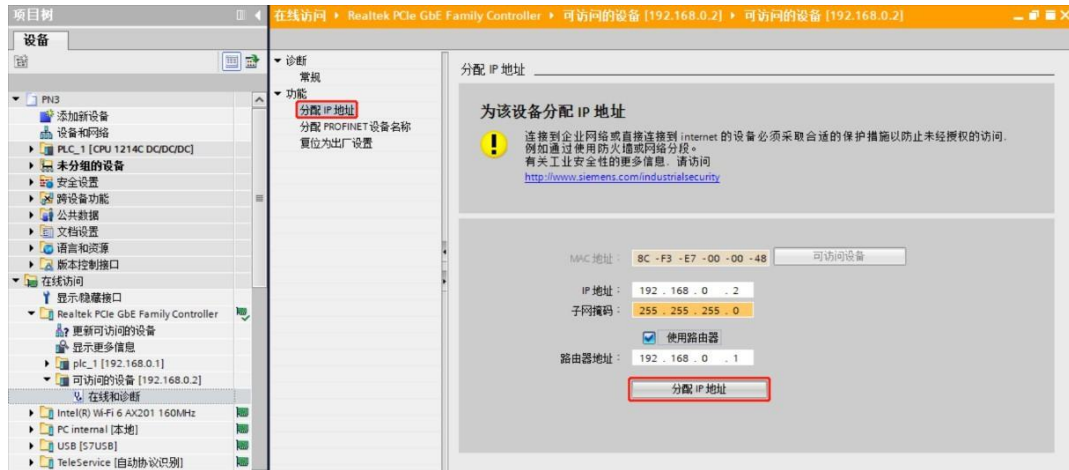 项目树
设备
PN3
添加新设备
设备和网络
PLC_1 [CPU 1214C DC/DC/DC]
未分组的设备
安全设置
跨设备功能
公共数据
文档设置
语言和资源
版本控制接口
在线访问
显示/隐藏接口
Realtek PCIe GbE Family Controller
更新可访问的设备
显示更多信息
plc_1 [192.168.0.1]
可访问的设备 [192.168.0.2]
在线和诊断
Intel(R) Wi-Fi 6 AX201 160MHz
PC internal [本地]
USB [S7USB]
TeleService [自动协议识别]
在线访问 ▸ Realtek PCIe GbE Family Controller ▸ 可访问的设备 [192.168.0.2] ▸ 可访问的设备 [192.168.0.2]
诊断
常规
功能
分配 IP 地址
分配 PROFINET 设备名称
复位为出厂设置
分配 IP 地址
为该设备分配 IP 地址
连接到企业网络或直接连接到 internet 的设备必须采取合适的保护措施以防止未经授权的访问.
例如通过使用防火墙或网络分段。
有关工业安全性的更多信息, 请访问
http://www.siemens.com/industrialsecurity
MAC 地址: 8C -F3 -E7 -00 -00 -48 可访问设备
IP 地址: 192 . 168 . 0 . 2
子网掩码: 255 . 255 . 255 . 0
使用路由器
路由器地址: 192 . 168 . 0 . 1
分配 IP 地址